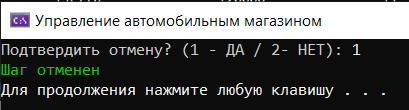 Управление автомобильным магазином
Подтвердить отмену? (1 - ДА / 2- НЕТ): 1
Шаг отменен
Для продолжения нажмите любую клавишу . . .